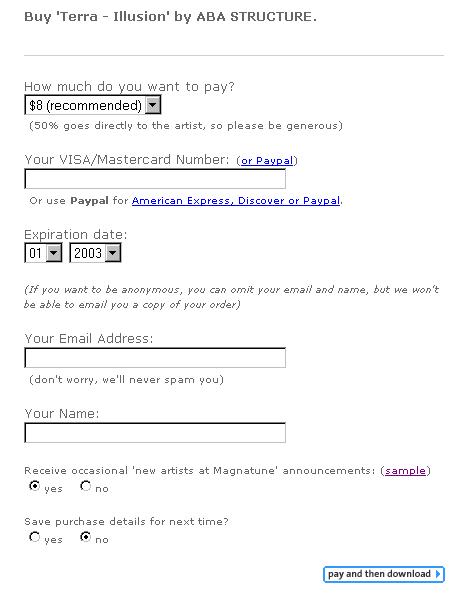 Buy 'Terra - Illusion' by ABA STRUCTURE.
How much do you want to pay?
$8 (recommended)
(50% goes directly to the artist, so please be generous)
Your VISA/Mastercard Number: (or Paypal)
Or use Paypal for American Express, Discover or Paypal.
Expiration date:
01 2003
(If you want to be anonymous, you can omit your email and name, but we won't
be able to email you a copy of your order)
Your Email Address:
(don't worry, we'll never spam you)
Your Name:
Receive occasional 'new artists at Magnatune' announcements: (sample)
yes no
Save purchase details for next time?
yes no
pay and then download